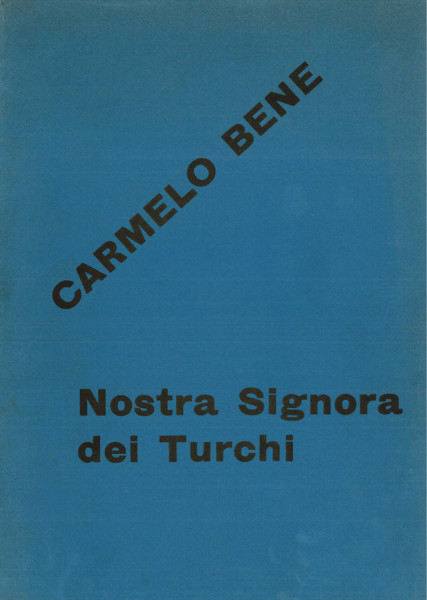 CARMELO BENE
Nostra Signora
dei Turchi